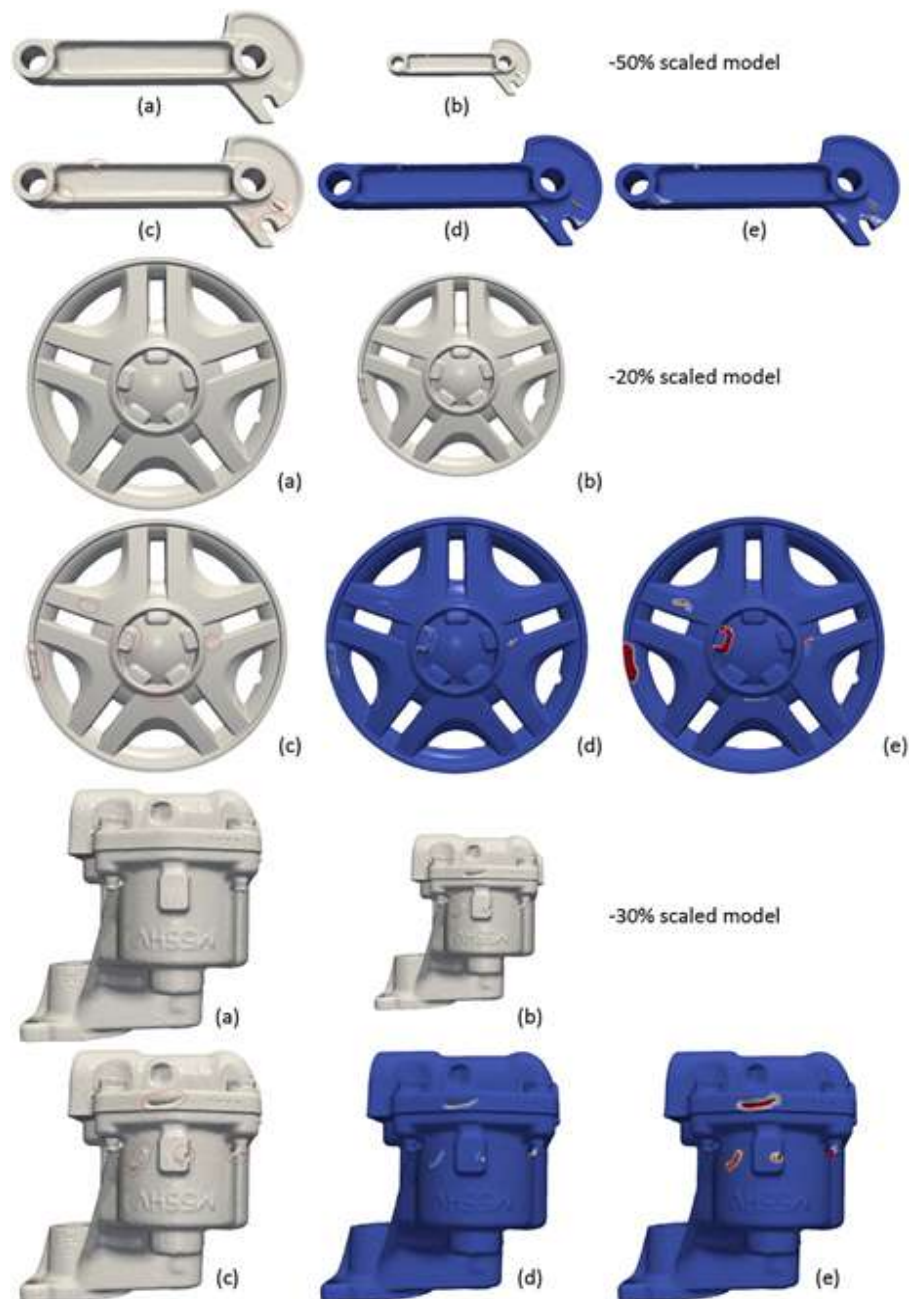 -50% scaled model
(a)
(b)
(c)
(d)
(e)
-20% scaled model
(a)
(b)
(c)
(d)
(e)
-30% scaled model
(a)
(b)
(c)
(d)
(e)